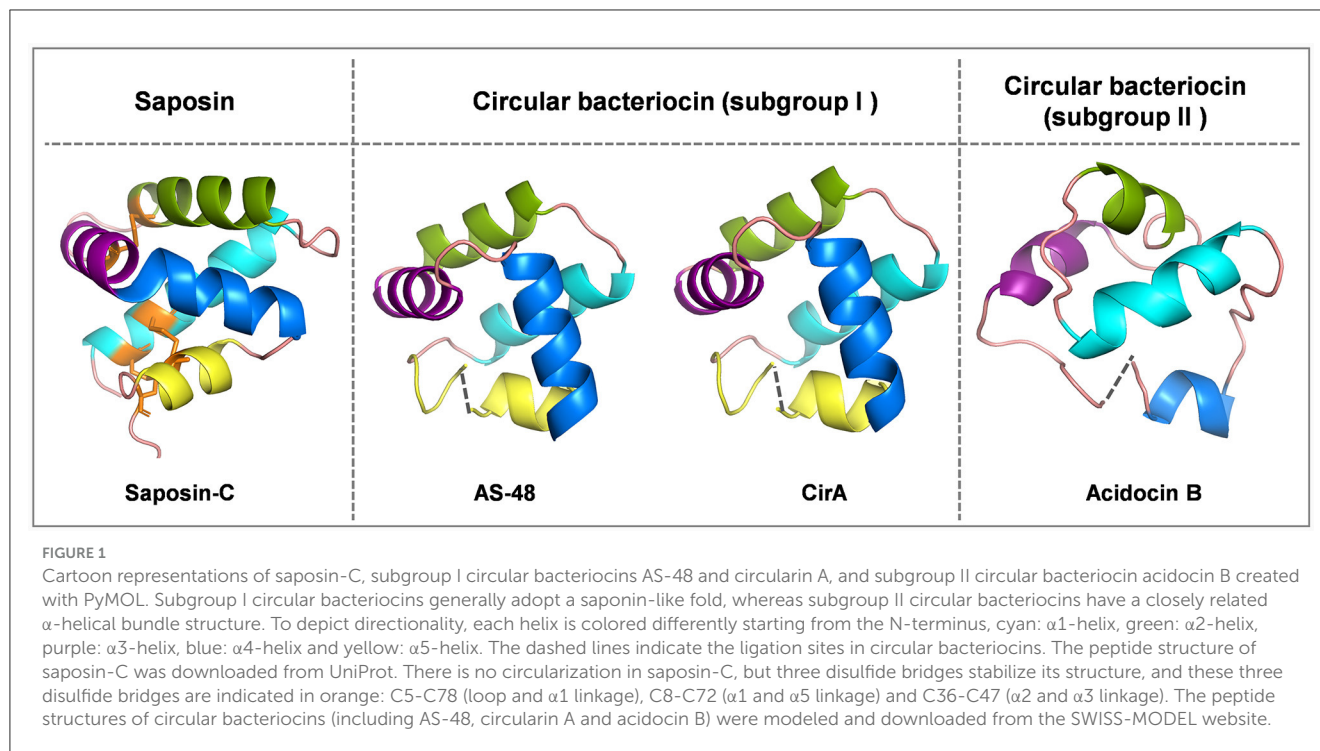 Saposin
Circular bacteriocin (subgroup I )
Circular bacteriocin
(subgroup II )
Saposin-C
AS-48
CirA
Acidocin B
FIGURE 1
Cartoon representations of saposin-C, subgroup I circular bacteriocins AS-48 and circularin A, and subgroup II circular bacteriocin acidocin B created
with PyMOL. Subgroup I circular bacteriocins generally adopt a saponin-like fold, whereas subgroup II circular bacteriocins have a closely related
α-helical bundle structure. To depict directionality, each helix is colored differently starting from the N-terminus, cyan: α1-helix, green: α2-helix,
purple: α3-helix, blue: α4-helix and yellow: α5-helix. The dashed lines indicate the ligation sites in circular bacteriocins. The peptide structure of
saposin-C was downloaded from UniProt. There is no circularization in saposin-C, but three disulfide bridges stabilize its structure, and these three
disulfide bridges are indicated in orange: C5-C78 (loop and α1 linkage), C8-C72 (α1 and α5 linkage) and C36-C47 (α2 and α3 linkage). The peptide
structures of circular bacteriocins (including AS-48, circularin A and acidocin B) were modeled and downloaded from the SWISS-MODEL website.